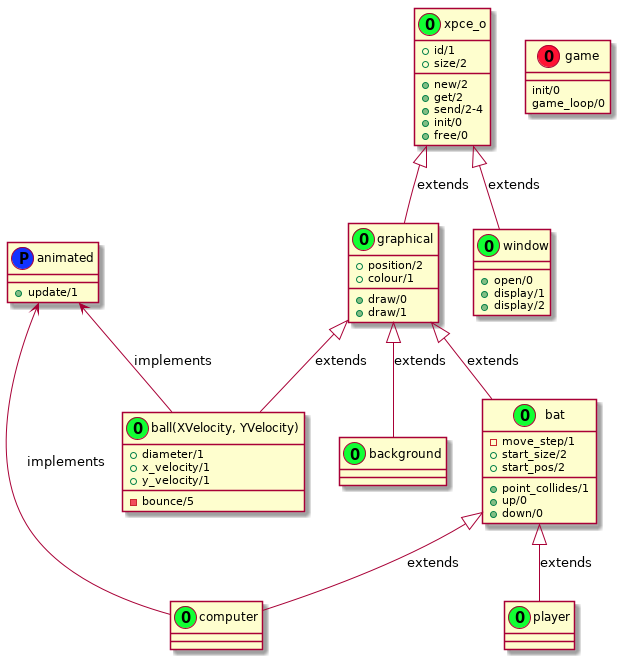 O xpce_o
id/1
size/2
new/2
get/2
send/2-4
init/0
free/0
O game
init/0
game_loop/0
extends
extends
P animated
update/1
O graphical
position/2
colour/1
draw/0
draw/1
O window
open/0
display/1
display/2
implements
extends
extends
extends
O ball(XVelocity, YVelocity)
diameter/1
x_velocity/1
y_velocity/1
bounce/5
O background
O bat
move_step/1
start_size/2
start_pos/2
point_collides/1
up/0
down/0
implements
extends
extends
O computer
O player